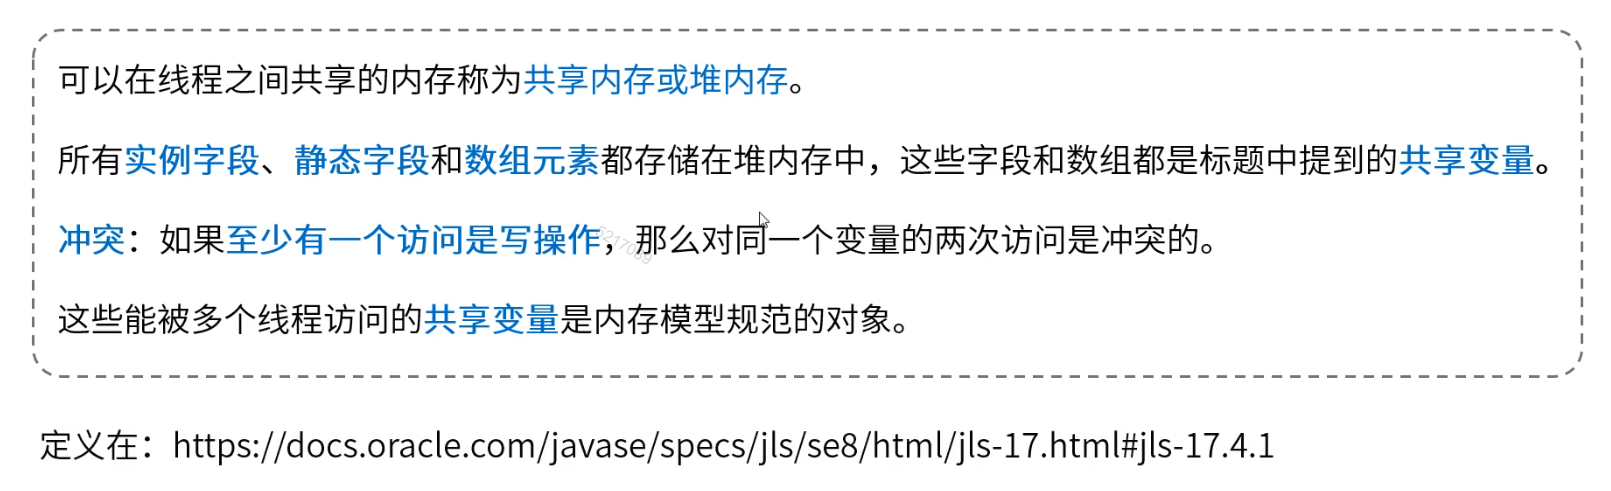 可以在线程之间共享的内存称为共享内存或堆内存。
所有实例字段、静态字段和数组元素都存储在堆内存中，这些字段和数组都是标题中提到的共享变量。
冲突：如果至少有一个访问是写操作，那么对同一个变量的两次访问是冲突的。
这些能被多个线程访问的共享变量是内存模型规范的对象。
定义在：https://docs.oracle.com/javase/specs/jls/se8/html/jls-17.html#jls-17.4.1